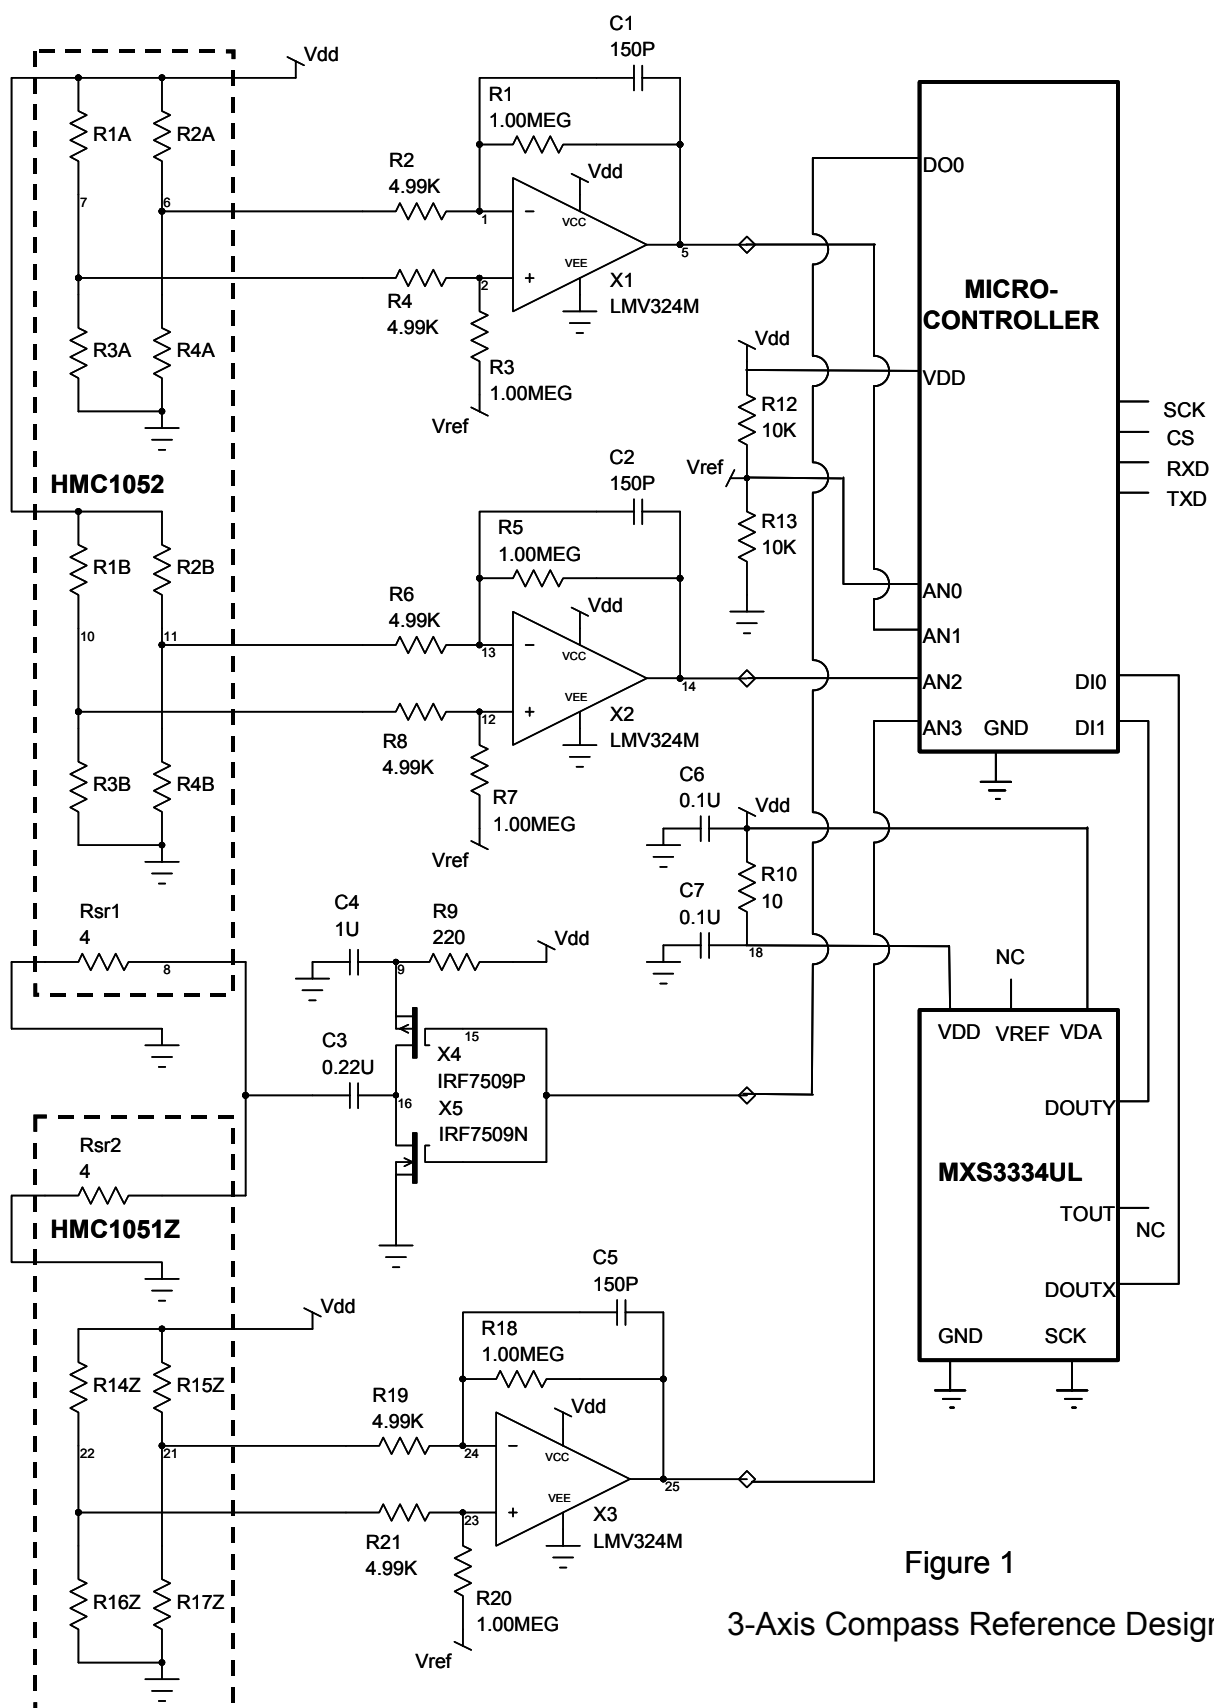 C1
150P
Vdd
R1
1.00MEG
R1A
R2A
R2
4.99K
Vdd
DO0
7
6
1
−
VCC
5
VEE
2
+
X1
LMV324M
R4
4.99K
MICRO-
CONTROLLER
R3A
R4A
R3
1.00MEG
Vref
Vdd
VDD
R12
10K
SCK
CS
RXD
TXD
HMC1052
C2
150P
Vref
R5
1.00MEG
R13
10K
R1B
R2B
R6
4.99K
Vdd
AN0
10
11
13
−
VCC
AN1
14
AN2
DI0
VEE
12
+
X2
LMV324M
AN3
GND
DI1
R8
4.99K
R3B
R4B
R7
1.00MEG
Vref
C6
0.1U
Vdd
R10
10
C7
0.1U
18
Rsr1
4
8
C4
1U
R9
220
Vdd
9
NC
VDD
VREF
VDA
C3
0.22U
15
X4
IRF7509P
16
X5
IRF7509N
DOUTY
Rsr2
4
MXS3334UL
HMC1051Z
TOUT
NC
C5
150P
DOUTX
Vdd
R18
1.00MEG
GND
SCK
R14Z
R15Z
R19
4.99K
Vdd
22
21
24
−
VCC
25
VEE
23
+
X3
LMV324M
R21
4.99K
R16Z
R17Z
R20
1.00MEG
Vref
Figure 1
3-Axis Compass Reference Design